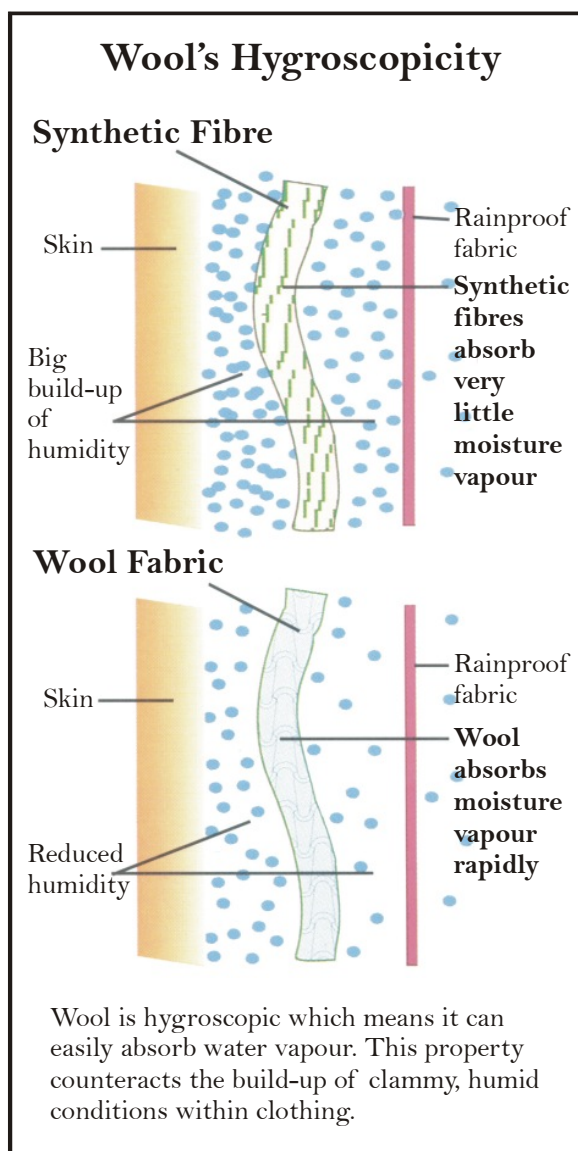 Wool's Hygroscopicity
Synthetic Fibre
Skin
Rainproof
fabric
Synthetic
fibres
absorb
very
little
moisture
vapour
Big
build-up
of
humidity
Wool Fabric
Skin
Rainproof
fabric
Wool
absorbs
moisture
vapour
rapidly
Reduced
humidity
Wool is hygroscopic which means it can
easily absorb water vapour. This property
counteracts the build-up of clammy, humid
conditions within clothing.